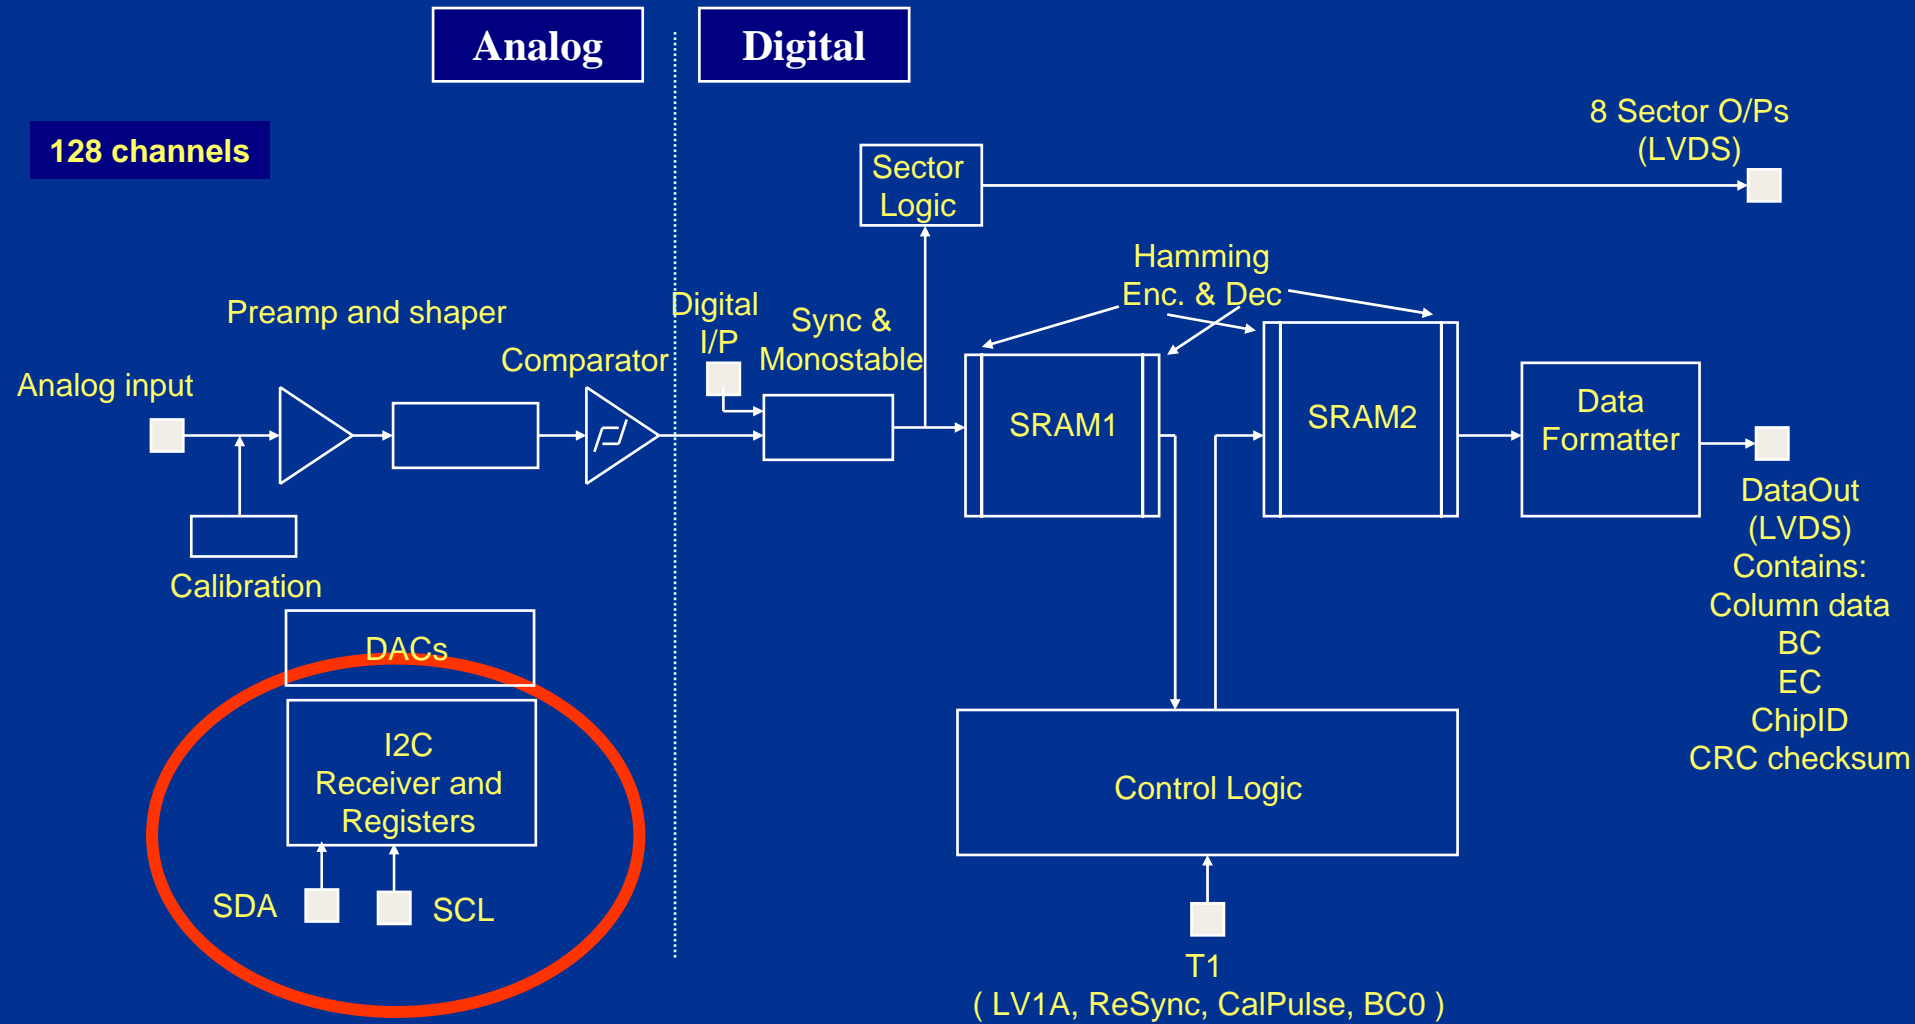 Analog
Digital
128 channels
8 Sector O/Ps
(LVDS)
Sector
Logic
Hamming
Enc. & Dec
Preamp and shaper
Digital
I/P
Sync &
Monostable
Comparator
Analog input
SRAM1
SRAM2
Data
Formatter
DataOut
(LVDS)
Contains:
Column data
BC
EC
ChipID
CRC checksum
Calibration
DACs
I2C
Receiver and
Registers
SDA
SCL
Control Logic
T1
( LV1A, ReSync, CalPulse, BC0 )